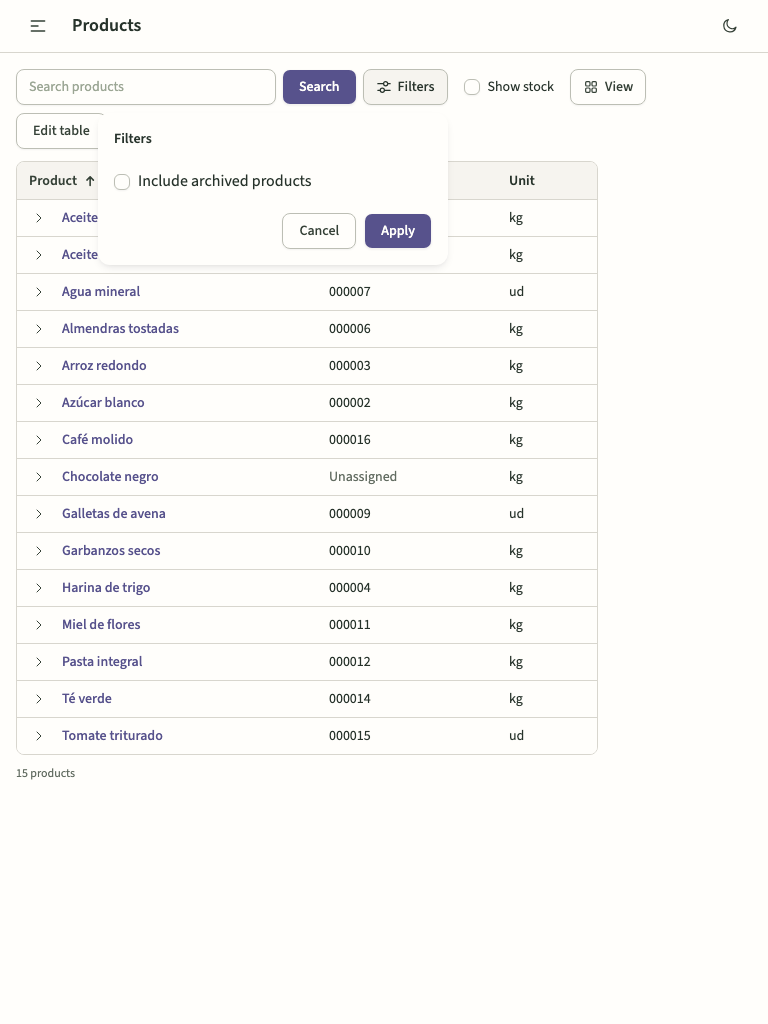 Products
Search products
Search
Filters
Show stock
View
Edit table
Filters
Include archived products
Cancel
Apply
Product
Unit
Aceite
kg
Aceite
kg
Agua mineral 000007 ud
Almendras tostadas 000006 kg
Arroz redondo 000003 kg
Azúcar blanco 000002 kg
Café molido 000016 kg
Chocolate negro Unassigned kg
Galletas de avena 000009 ud
Garbanzos secos 000010 kg
Harina de trigo 000004 kg
Miel de flores 000011 kg
Pasta integral 000012 kg
Té verde 000014 kg
Tomate triturado 000015 ud
15 products